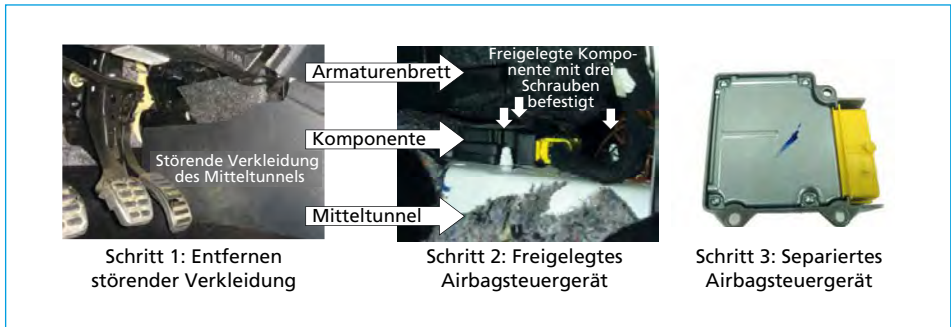 Störende Verkleidung
des Mitteltunnels
Armaturenbrett
Komponente
Mitteltunnel
Freigelegte Kompo-
nente mit drei
Schrauben
befestigt
Schritt 1: Entfernen
störender Verkleidung
Schritt 2: Freigelegtes
Airbagsteuergerät
Schritt 3: Separiertes
Airbagsteuergerät